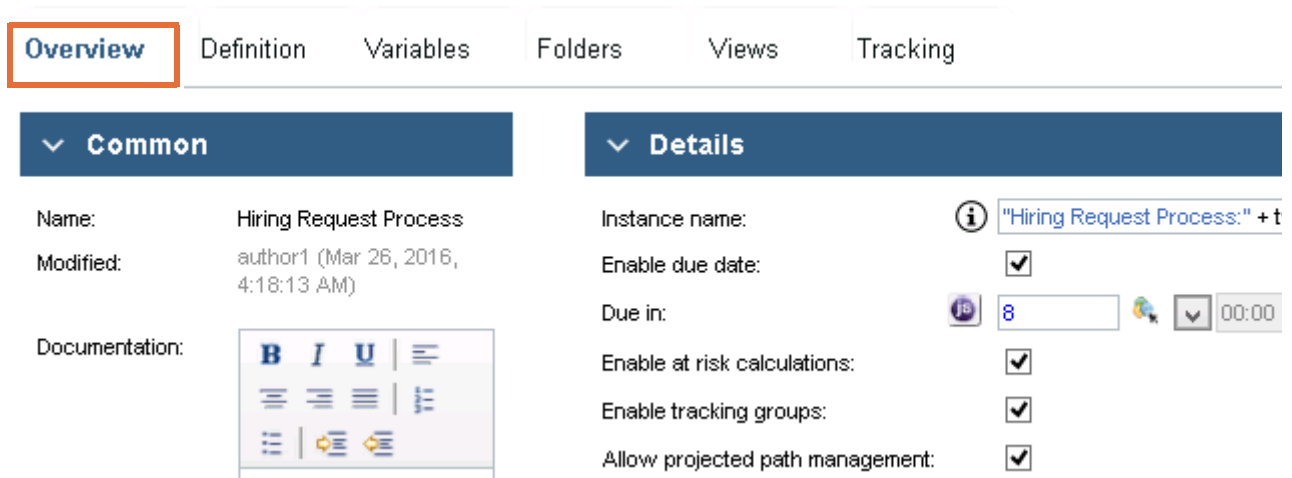 Overview Definition Variables Folders Views Tracking
Common
Name: Hiring Request Process
Modified: author1 (Mar 26, 2016,
4:18:13 AM)
Documentation:
B I U
Details
Instance name: "Hiring Request Process:" + t
Enable due date:
Due in: js 8 00:00
Enable at risk calculations:
Enable tracking groups:
Allow projected path management: